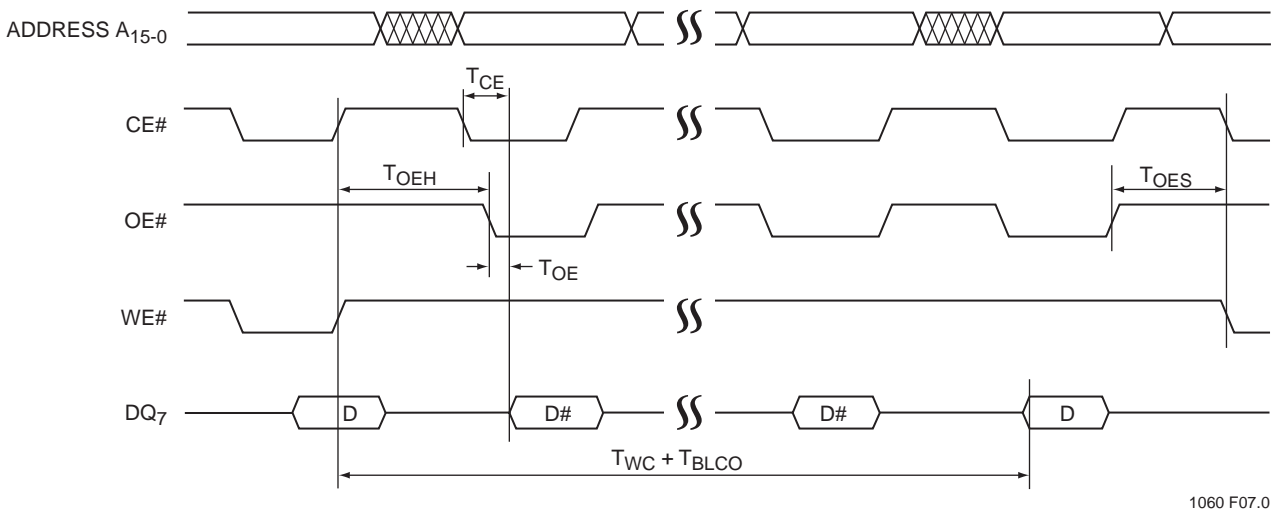 ADDRESS A15-0
TCE
CE#
TOEH
TOES
OE#
TOE
WE#
DQ7
D
D#
D#
D
TWC + TBLCO
1060 F07.0